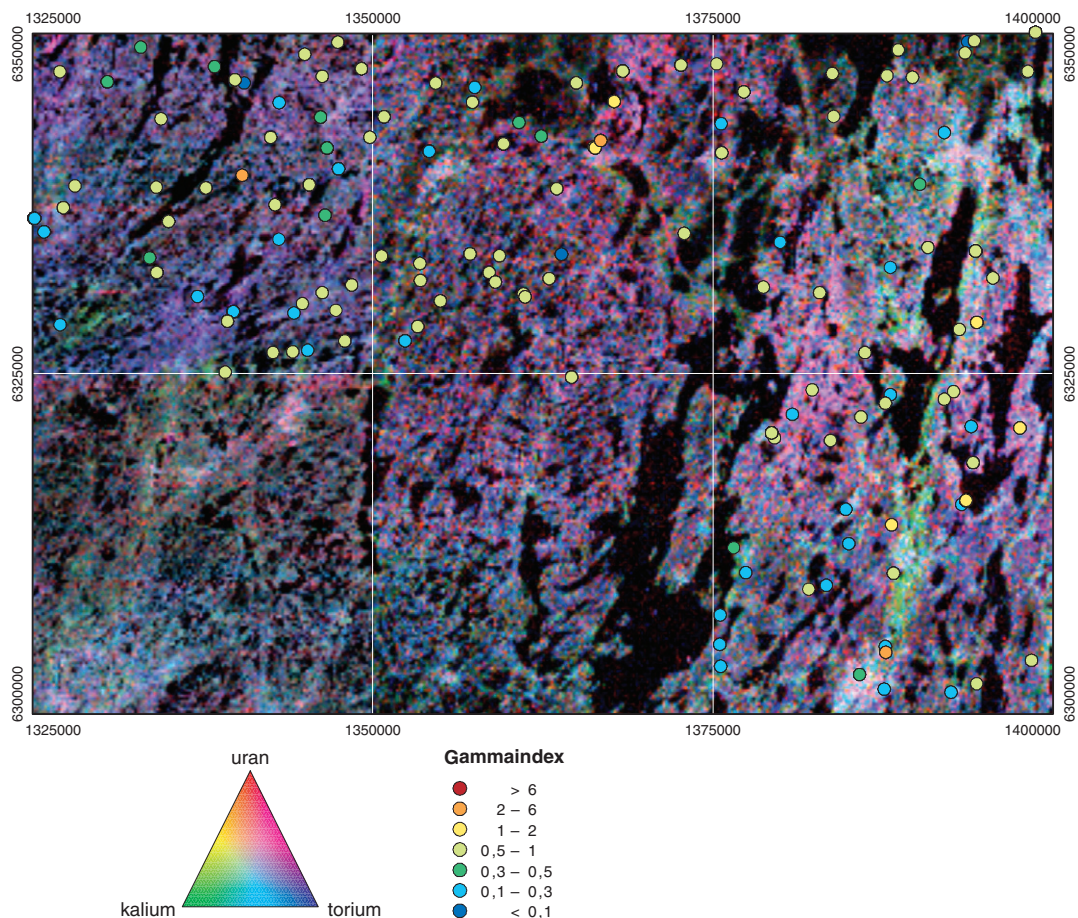 1325000 1350000 1375000 1400000
6350000 6350000
6325000 6325000
6300000 6300000
1325000 1350000 1375000 1400000
uran
kalium torium
Gammaindex
> 6
2 – 6
1 – 2
0,5 – 1
0,3 – 0,5
0,1 – 0,3
< 0,1